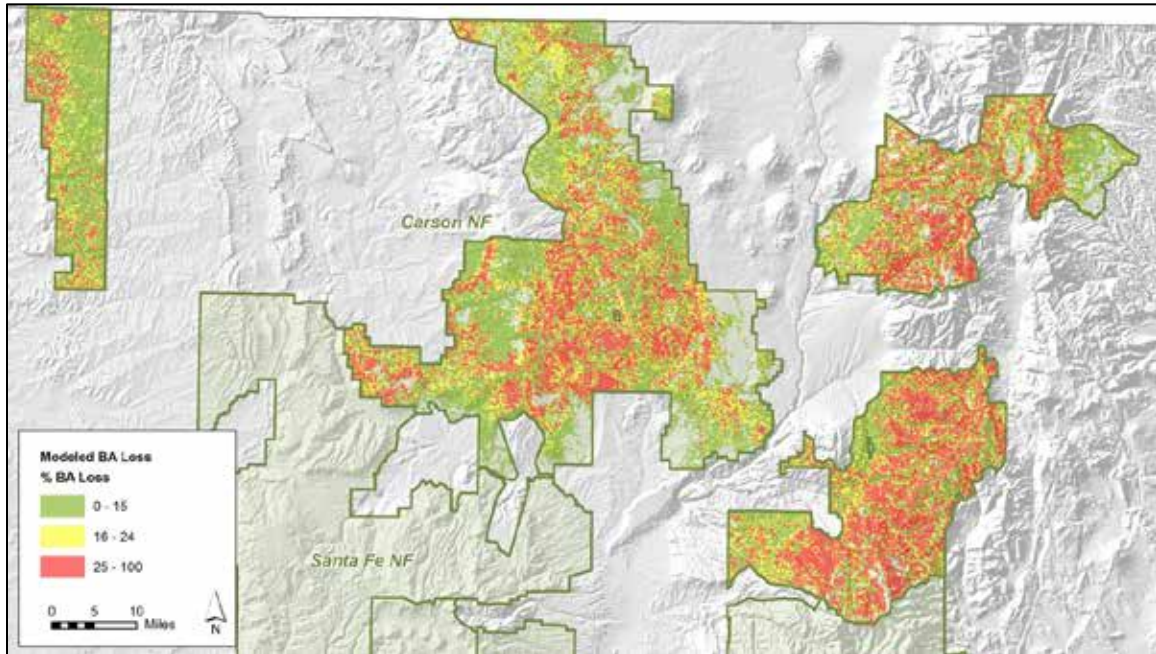 Carson NF
Santa Fe NF
Modeled BA Loss
% BA Loss
0 - 15
16 - 24
25 - 100
0 5 10
Miles
N